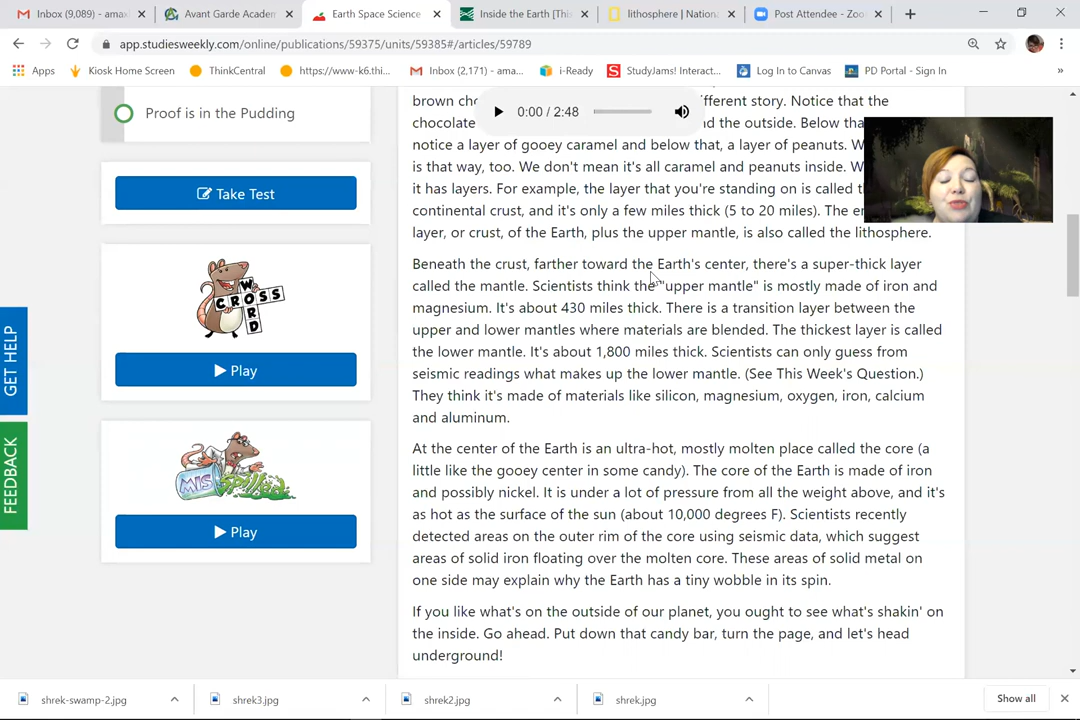 Inbox (9,089) - amax
Avant Garde Academ
Earth Space Science
Inside the Earth [This
lithosphere | Nationa
Post Attendee - Zoo
app.studiesweekly.com/online/publications/59375/units/59385#/articles/59789
Apps
Kiosk Home Screen
ThinkCentral
https://www-k6.thi...
Inbox (2,171) - ama...
i-Ready
StudyJams! Interact...
Log In to Canvas
PD Portal - Sign In
»
Proof is in the Pudding
Take Test
CROSS
WORD
Play
MIS
Spilled
Play
GET HELP
FEEDBACK
0:00 / 2:48
brown ch fferent story. Notice that the
chocolate nd the outside. Below tha
notice a layer of gooey caramel and below that, a layer of peanuts. W
is that way, too. We don't mean it's all caramel and peanuts inside. W
it has layers. For example, the layer that you're standing on is called t
continental crust, and it's only a few miles thick (5 to 20 miles). The e
layer, or crust, of the Earth, plus the upper mantle, is also called the lithosphere.
Beneath the crust, farther toward the Earth's center, there's a super-thick layer
called the mantle. Scientists think the "upper mantle" is mostly made of iron and
magnesium. It's about 430 miles thick. There is a transition layer between the
upper and lower mantles where materials are blended. The thickest layer is called
the lower mantle. It's about 1,800 miles thick. Scientists can only guess from
seismic readings what makes up the lower mantle. (See This Week's Question.)
They think it's made of materials like silicon, magnesium, oxygen, iron, calcium
and aluminum.
At the center of the Earth is an ultra-hot, mostly molten place called the core (a
little like the gooey center in some candy). The core of the Earth is made of iron
and possibly nickel. It is under a lot of pressure from all the weight above, and it's
as hot as the surface of the sun (about 10,000 degrees F). Scientists recently
detected areas on the outer rim of the core using seismic data, which suggest
areas of solid iron floating over the molten core. These areas of solid metal on
one side may explain why the Earth has a tiny wobble in its spin.
If you like what's on the outside of our planet, you ought to see what's shakin' on
the inside. Go ahead. Put down that candy bar, turn the page, and let's head
underground!
shrek-swamp-2.jpg
shrek3.jpg
shrek2.jpg
shrek.jpg
Show all